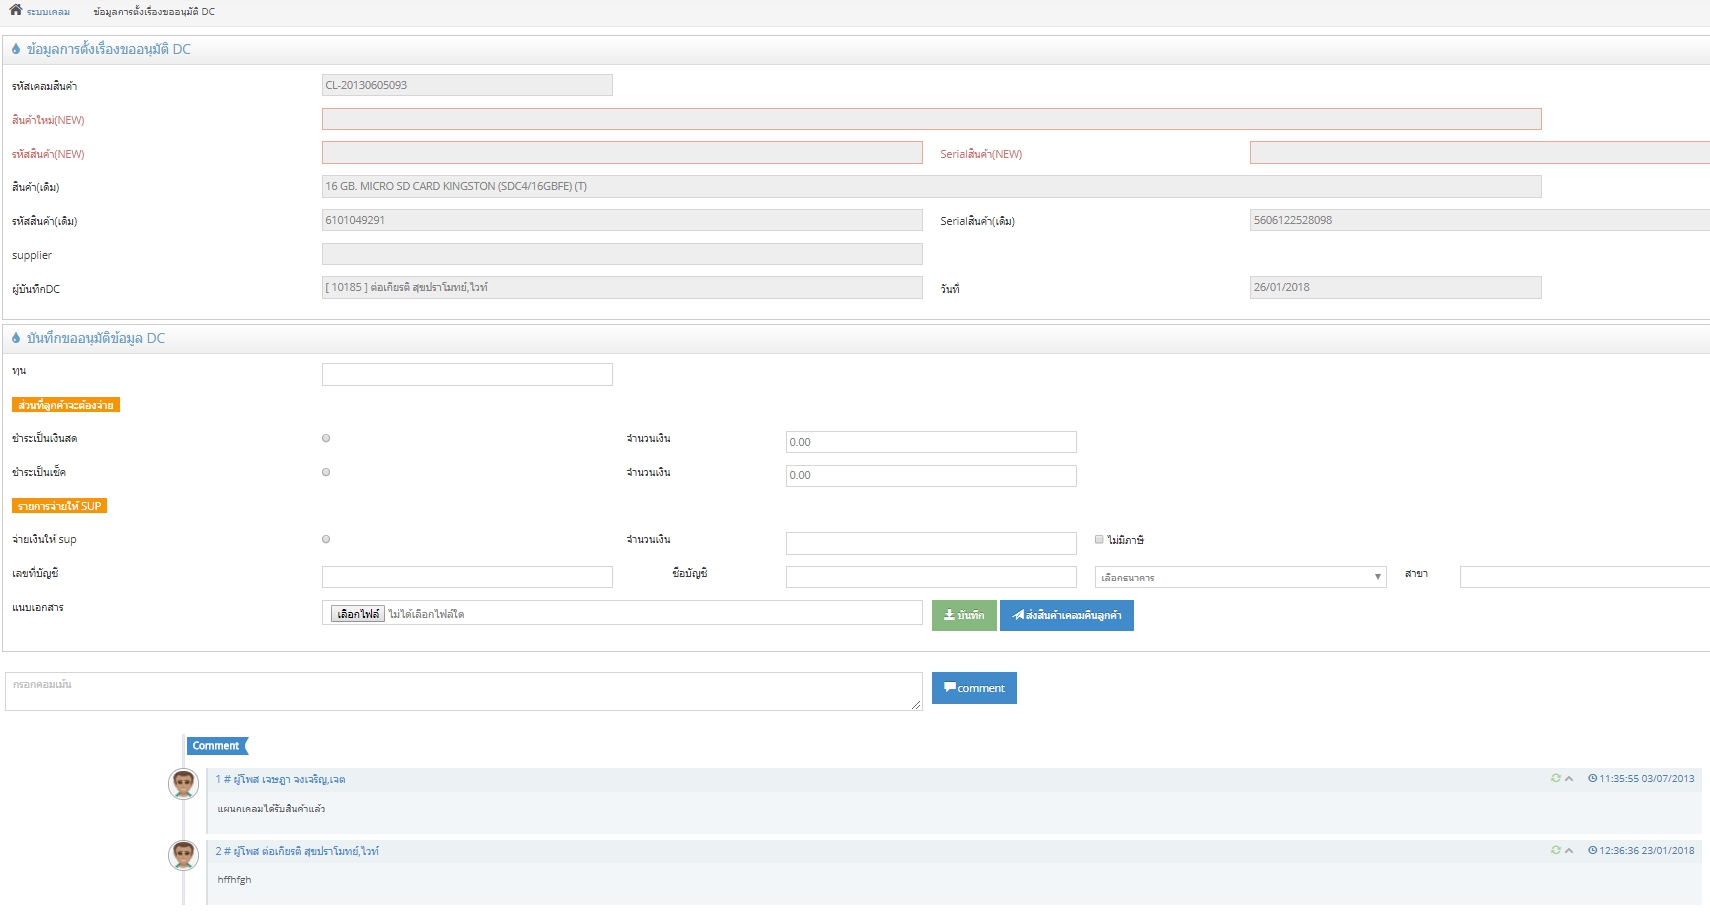 ระบบเคลม ข้อมูลการตั้งเรื่องขออนุมัติ DC
ข้อมูลการตั้งเรื่องขออนุมัติ DC
รหัสเคลมสินค้า CL-20130605093
สินค้าใหม่(NEW)
รหัสสินค้า(NEW) Serialสินค้า(NEW)
สินค้า(เดิม) 16 GB. MICRO SD CARD KINGSTON (SDC4/16GBFE) (T)
รหัสสินค้า(เดิม) 6101049291 Serialสินค้า(เดิม) 5606122528098
supplier
ผู้บันทึกDC [ 10185 ] ต่อเกียรติ สุขปราโมทย์,ไวท์ วันที่ 26/01/2018
บันทึกขออนุมัติข้อมูล DC
ทุน
ส่วนที่ลูกค้าจะต้องจ่าย
ชำระเป็นเงินสด จำนวนเงิน 0.00
ชำระเป็นเช็ค จำนวนเงิน 0.00
รายการจ่ายให้ SUP
จ่ายเงินให้ sup จำนวนเงิน ไม่มีภาษี
เลขที่บัญชี ชื่อบัญชี เลือกธนาคาร สาขา
แนบเอกสาร เลือกไฟล์ ไม่ได้เลือกไฟล์ใด บันทึก ส่งสินค้าเคลมคืนลูกค้า
กรอกคอมเม้น comment
Comment
1 # ผู้โพส เจษฎา จงเจริญ,เจต 11:35:55 03/07/2013
แผนกเคลมได้รับสินค้าแล้ว
2 # ผู้โพส ต่อเกียรติ สุขปราโมทย์,ไวท์ 12:36:36 23/01/2018
hffhfgh